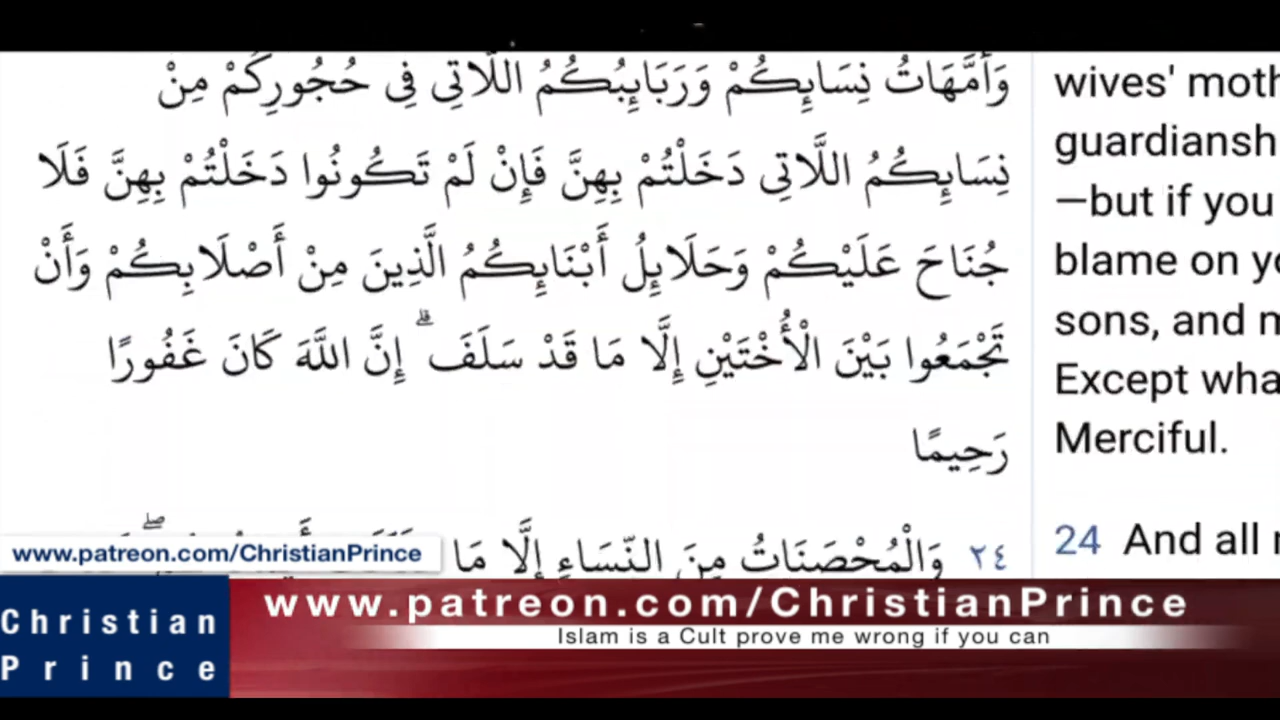 وَأُمَّهَاتُ نِسَائِكُمْ وَرَبَائِبُكُمُ اللَّاتِي فِي حُجُورِكُمْ مِنْ
نِسَائِكُمُ اللَّاتِي دَخَلْتُمْ بِهِنَّ فَإِنْ لَمْ تَكُونُوا دَخَلْتُمْ بِهِنَّ فَلَا
جُنَاحَ عَلَيْكُمْ وَحَلَائِلُ أَبْنَائِكُمُ الَّذِينَ مِنْ أَصْلَابِكُمْ وَأَنْ
تَجْمَعُوا بَيْنَ الْأُخْتَيْنِ إِلَّا مَا قَدْ سَلَفَ ۗ إِنَّ اللَّهَ كَانَ غَفُورًا
رَحِيمًا
٢٤ وَالْمُحْصَنَاتُ مِنَ النِّسَاءِ إِلَّا مَا
wives' moth
guardiansh
—but if you
blame on yo
sons, and m
Except wha
Merciful.
24 And all
www.patreon.com/ChristianPrince
www.patreon.com/ChristianPrince
Islam is a Cult prove me wrong if you can
Christian
Prince